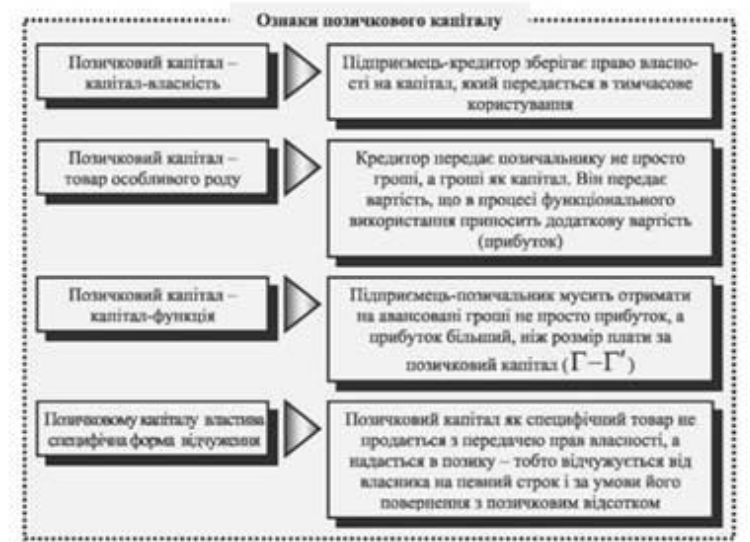 Ознаки позичкового капіталу
Позичковий капітал –
капітал-власність
Підприємець-кредитор зберігає право власно-
сті на капітал, який передається в тимчасове
користування
Позичковий капітал –
товар особливого роду
Кредитор передає позичальнику не просто
гроші, а гроші як капітал. Він передає
вартість, що в процесі функціонального
використання приносить додаткову вартість
(прибуток)
Позичковий капітал –
капітал-функція
Підприємець-позичальник мусить отримати
на авансовані гроші не просто прибуток, а
прибуток більший, ніж розмір плати за
позичковий капітал (Г–Г′)
Позичковому капіталу властива
специфічна форма відчуження
Позичковий капітал як специфічний товар не
продається з передачею прав власності, а
надається в позику – тобто відчужується від
власника на певний строк і за умови його
повернення з позичковим відсотком